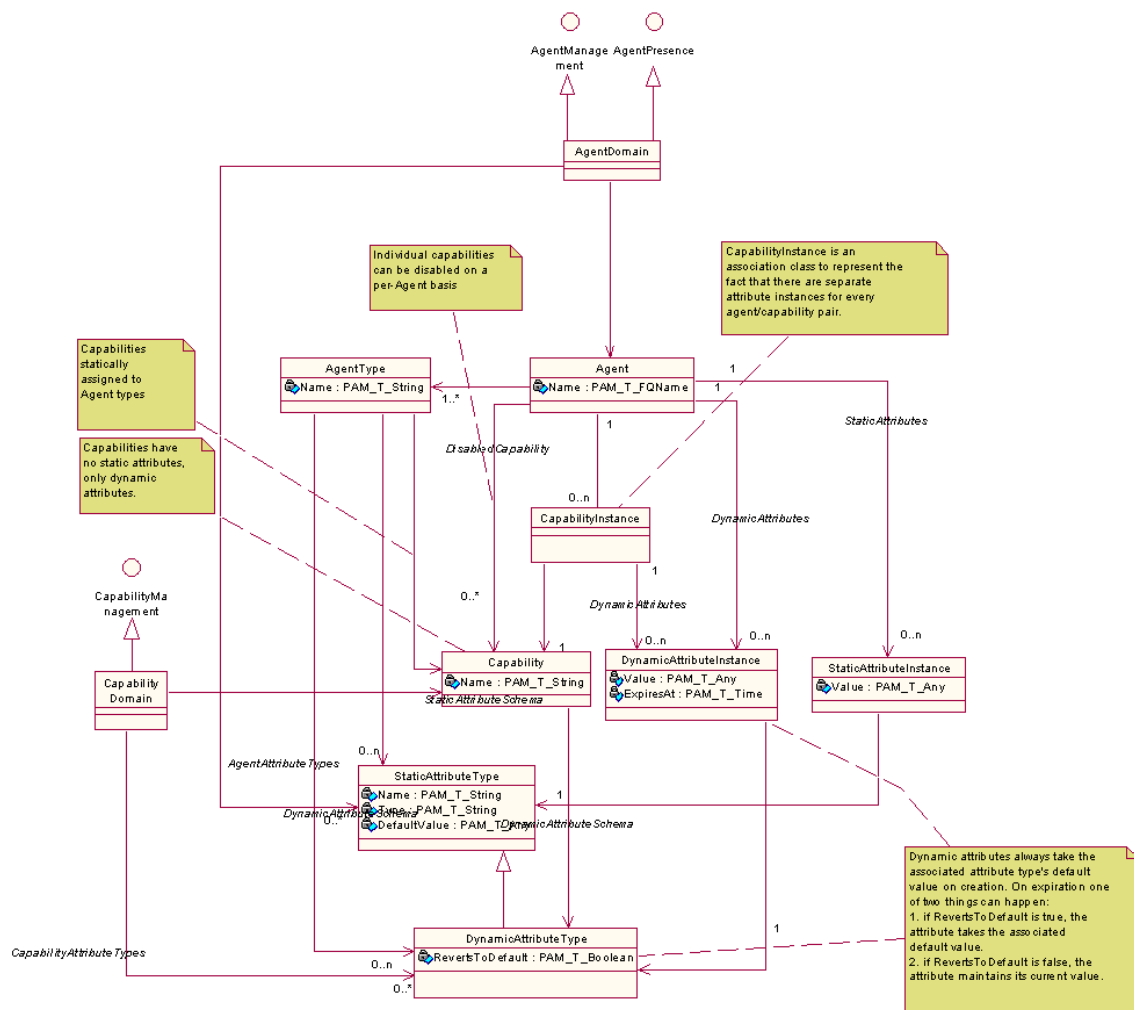 AgentManage
ment
AgentPresence
AgentDomain
Individual capabilities
can be disabled on a
per-Agent basis
CapabilityInstance is an
association class to represent the
fact that there are separate
attribute instances for every
agent/capability pair.
Capabilities
statically
assigned to
Agent types
AgentType
Name : PAM_T_String
Agent
Name : PAM_T_FQName
1
1
1..*
1
StaticAttributes
Capabilities have
no static attributes,
only dynamic
attributes.
DisabledCapability
0..n
CapabilityInstance
DynamicAttributes
1
CapabilityMa
nagement
0..*
DynamicAttributes
1
0..n
0..n
0..n
Capability
Name : PAM_T_String
DynamicAttributeInstance
Value : PAM_T_Any
ExpiresAt : PAM_T_Time
StaticAttributeInstance
Value : PAM_T_Any
Capability
Domain
StaticAttributeSchema
0..n
AgentAttributeTypes
StaticAttributeType
Name : PAM_T_String
Type : PAM_T_String
DefaultValue : PAM_T_Any
1
DynamicAttributeSchema
0..*
DynamicAttributeSchema
Dynamic attributes always take the
associated attribute type's default
value on creation. On expiration one
of two things can happen:
1. if RevertsToDefault is true, the
attribute takes the associated
default value.
2. if RevertsToDefault is false, the
attribute maintains its current value.
1
DynamicAttributeType
RevertsToDefault : PAM_T_Boolean
CapabilityAttributeTypes
0..n
0..*